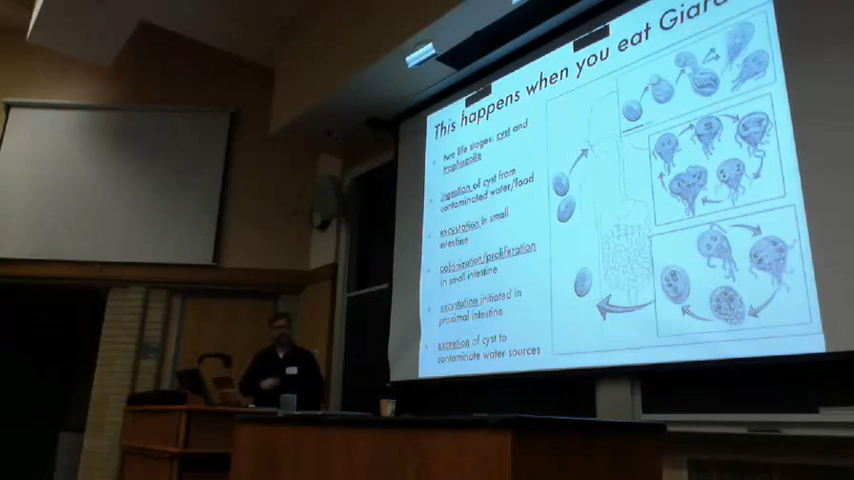 This happens when you eat Giard
two life stages: cyst and
trophozoite
ingestion of cyst from
contaminated water/food
excystation in small
intestine
colonization/proliferation
in small intestine
encystation initiated in
proximal intestine
excretion of cyst to
contaminate water sources